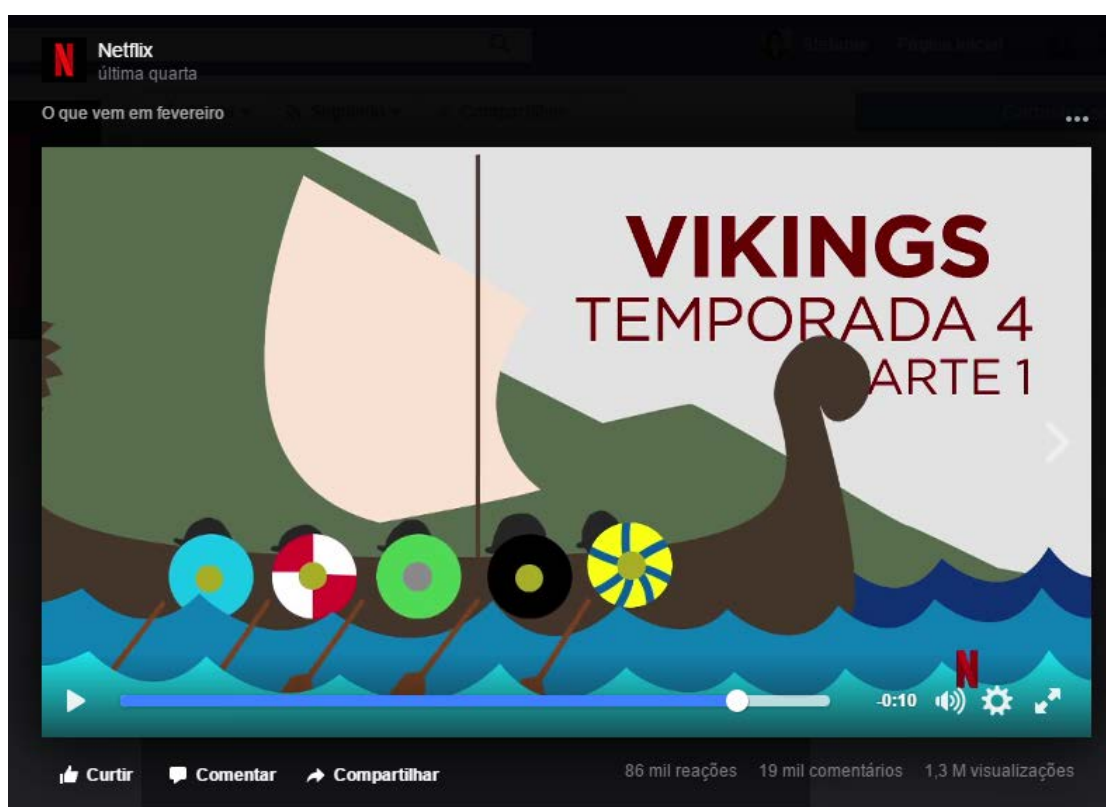 Netflix
última quarta
O que vem em fevereiro
VIKINGS
TEMPORADA 4
ARTE 1
-0:10
Curtir Comentar Compartilhar 86 mil reações 19 mil comentários 1,3 M visualizações